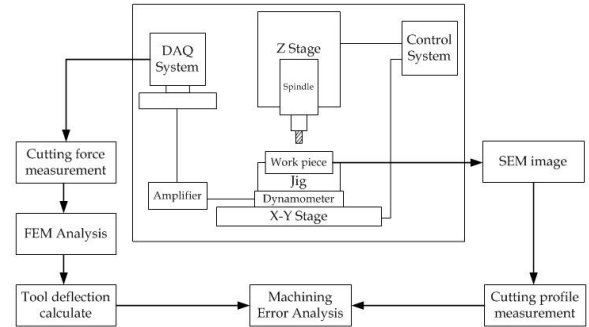 DAQ
System
Z Stage
Spindle
Control
System
Cutting force
measurement
Work piece
Jig
Dynamometer
X-Y Stage
Amplifier
SEM image
FEM Analysis
Tool deflection
calculate
Machining
Error Analysis
Cutting profile
measurement